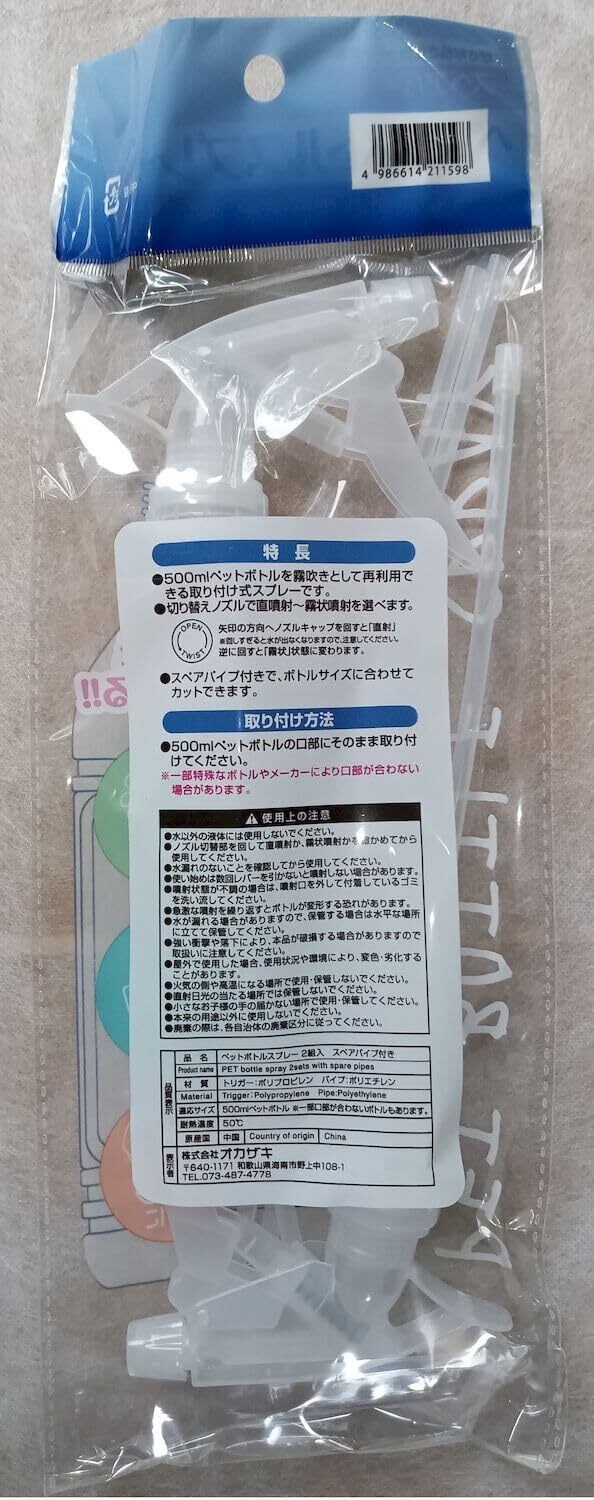 4 986614 211598
特 長
●500mlペットボトルを霧吹きとして再利用で
きる取り付け式スプレーです。
●切り替えノズルで直噴射～霧状噴射を選べます。
OPEN
TWIST
矢印の方向へノズルキャップを回すと「直射」
※回しすぎると水が出なくなりますので、注意してください。
逆に回すと「霧状」状態に変わります。
●スペアパイプ付きで、ボトルサイズに合わせて
カットできます。
る!!
取り付け方法
●500mlペットボトルの口部にそのまま取り付
けてください。
※一部特殊なボトルやメーカーにより口部が合わない
場合があります。
使用上の注意
●水以外の液体には使用しないでください。
●ノズル切替部を回して直噴射か、霧状噴射かを確かめてから
使用してください。
●水漏れのないことを確認してから使用してください。
●使い始めは数回レバーを引かないと噴射しない場合があります。
●噴射状態が不調の場合は、噴射口を外して付着しているゴミ
を洗い流してください。
●急激な噴射を繰り返すとボトルが変形する恐れがあります。
●水が漏れる場合がありますので、保管する場合は水平な場所
に立てて保管してください。
●強い衝撃や落下により、本品が破損する場合がありますので
取扱いに注意してください。
●屋外で使用した場合、使用状況や環境により、変色・劣化する
ことがあります。
●火気の側や高温になる場所で使用・保管しないでください。
●直射日光の当たる場所では保管しないでください。
●小さなお子様の手の届かない場所で使用・保管してください。
●本来の用途以外に使用しないでください。
●廃棄の際は、各自治体の廃棄区分に従ってください。
品質表示
品 名 ペットボトルスプレー 2組入 スペアパイプ付き
Product name PET bottle spray 2sets with spare pipes
材 質 トリガー:ポリプロピレン パイプ:ポリエチレン
Material Trigger:Polypropylene Pipe:Polyethylene
適応サイズ 500mlペットボトル ※一部口部が合わないボトルもあります。
耐熱温度 50℃
原産国 中国 Country of origin China
表示者
株式会社オカザキ
〒640-1171 和歌山県海南市野上中108-1
TEL.073-487-4778
PET BOTTLE